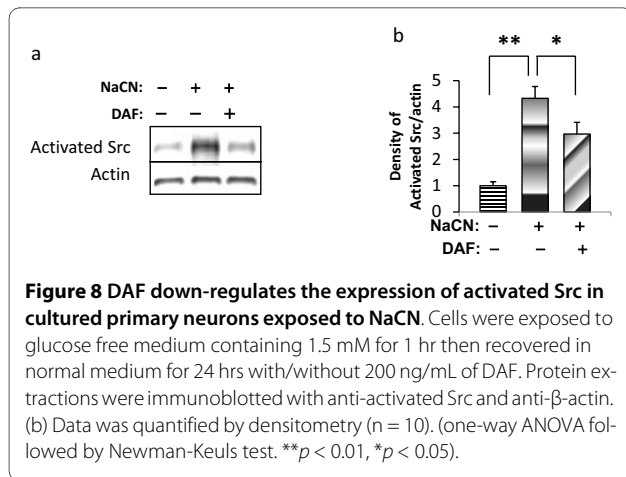 a
NaCN: – + +
DAF: – – +
Activated Src
Actin
b
** *
Density of
Activated Src/actin
5
4
3
2
1
0
NaCN: – + +
DAF: – – +
Figure 8 DAF down-regulates the expression of activated Src in
cultured primary neurons exposed to NaCN. Cells were exposed to
glucose free medium containing 1.5 mM for 1 hr then recovered in
normal medium for 24 hrs with/without 200 ng/mL of DAF. Protein ex-
tractions were immunoblotted with anti-activated Src and anti-β-actin.
(b) Data was quantified by densitometry (n = 10). (one-way ANOVA fol-
lowed by Newman-Keuls test. **p < 0.01, *p < 0.05).